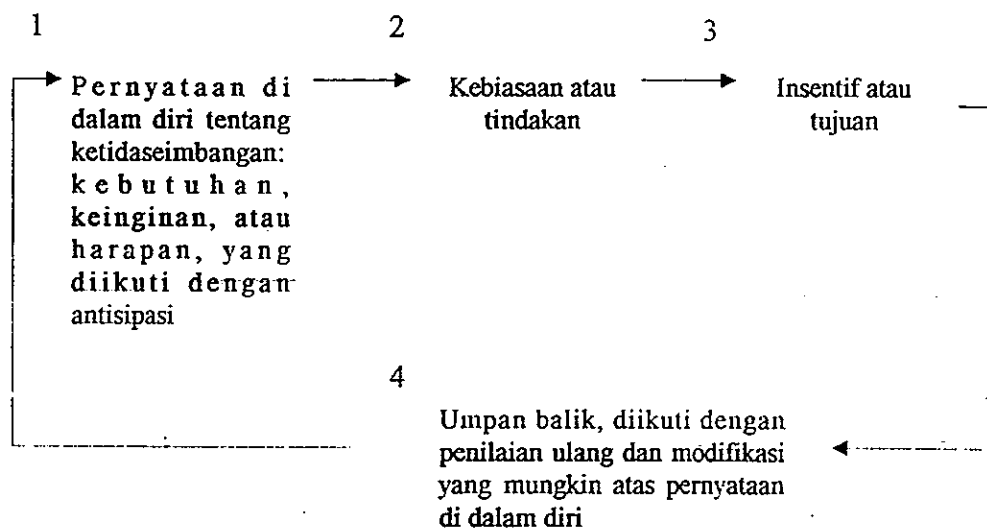 1
Pernyataan di
dalam diri tentang
ketidaseimbangan:
kebutuhan,
keinginan, atau
harapan, yang
diikuti dengan
antisipasi
2
Kebiasaan atau
tindakan
3
Insentif atau
tujuan
4
Umpan balik, diikuti dengan
penilaian ulang dan modifikasi
yang mungkin atas pernyataan
di dalam diri